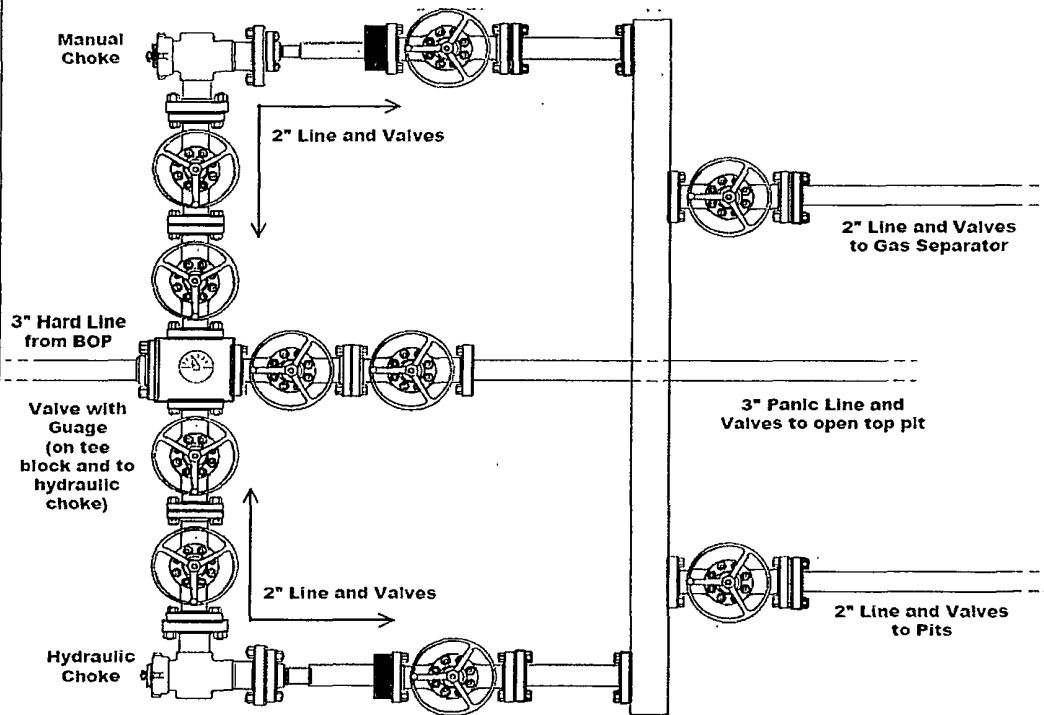 Manual
Choke
2" Line and Valves
2" Line and Valves
to Gas Separator
3" Hard Line
from BOP
3" Panic Line and
Valves to open top pit
Valve with
Guage
(on tee
block and to
hydraulic
choke)
2" Line and Valves
2" Line and Valves
to Pits
Hydraulic
Choke